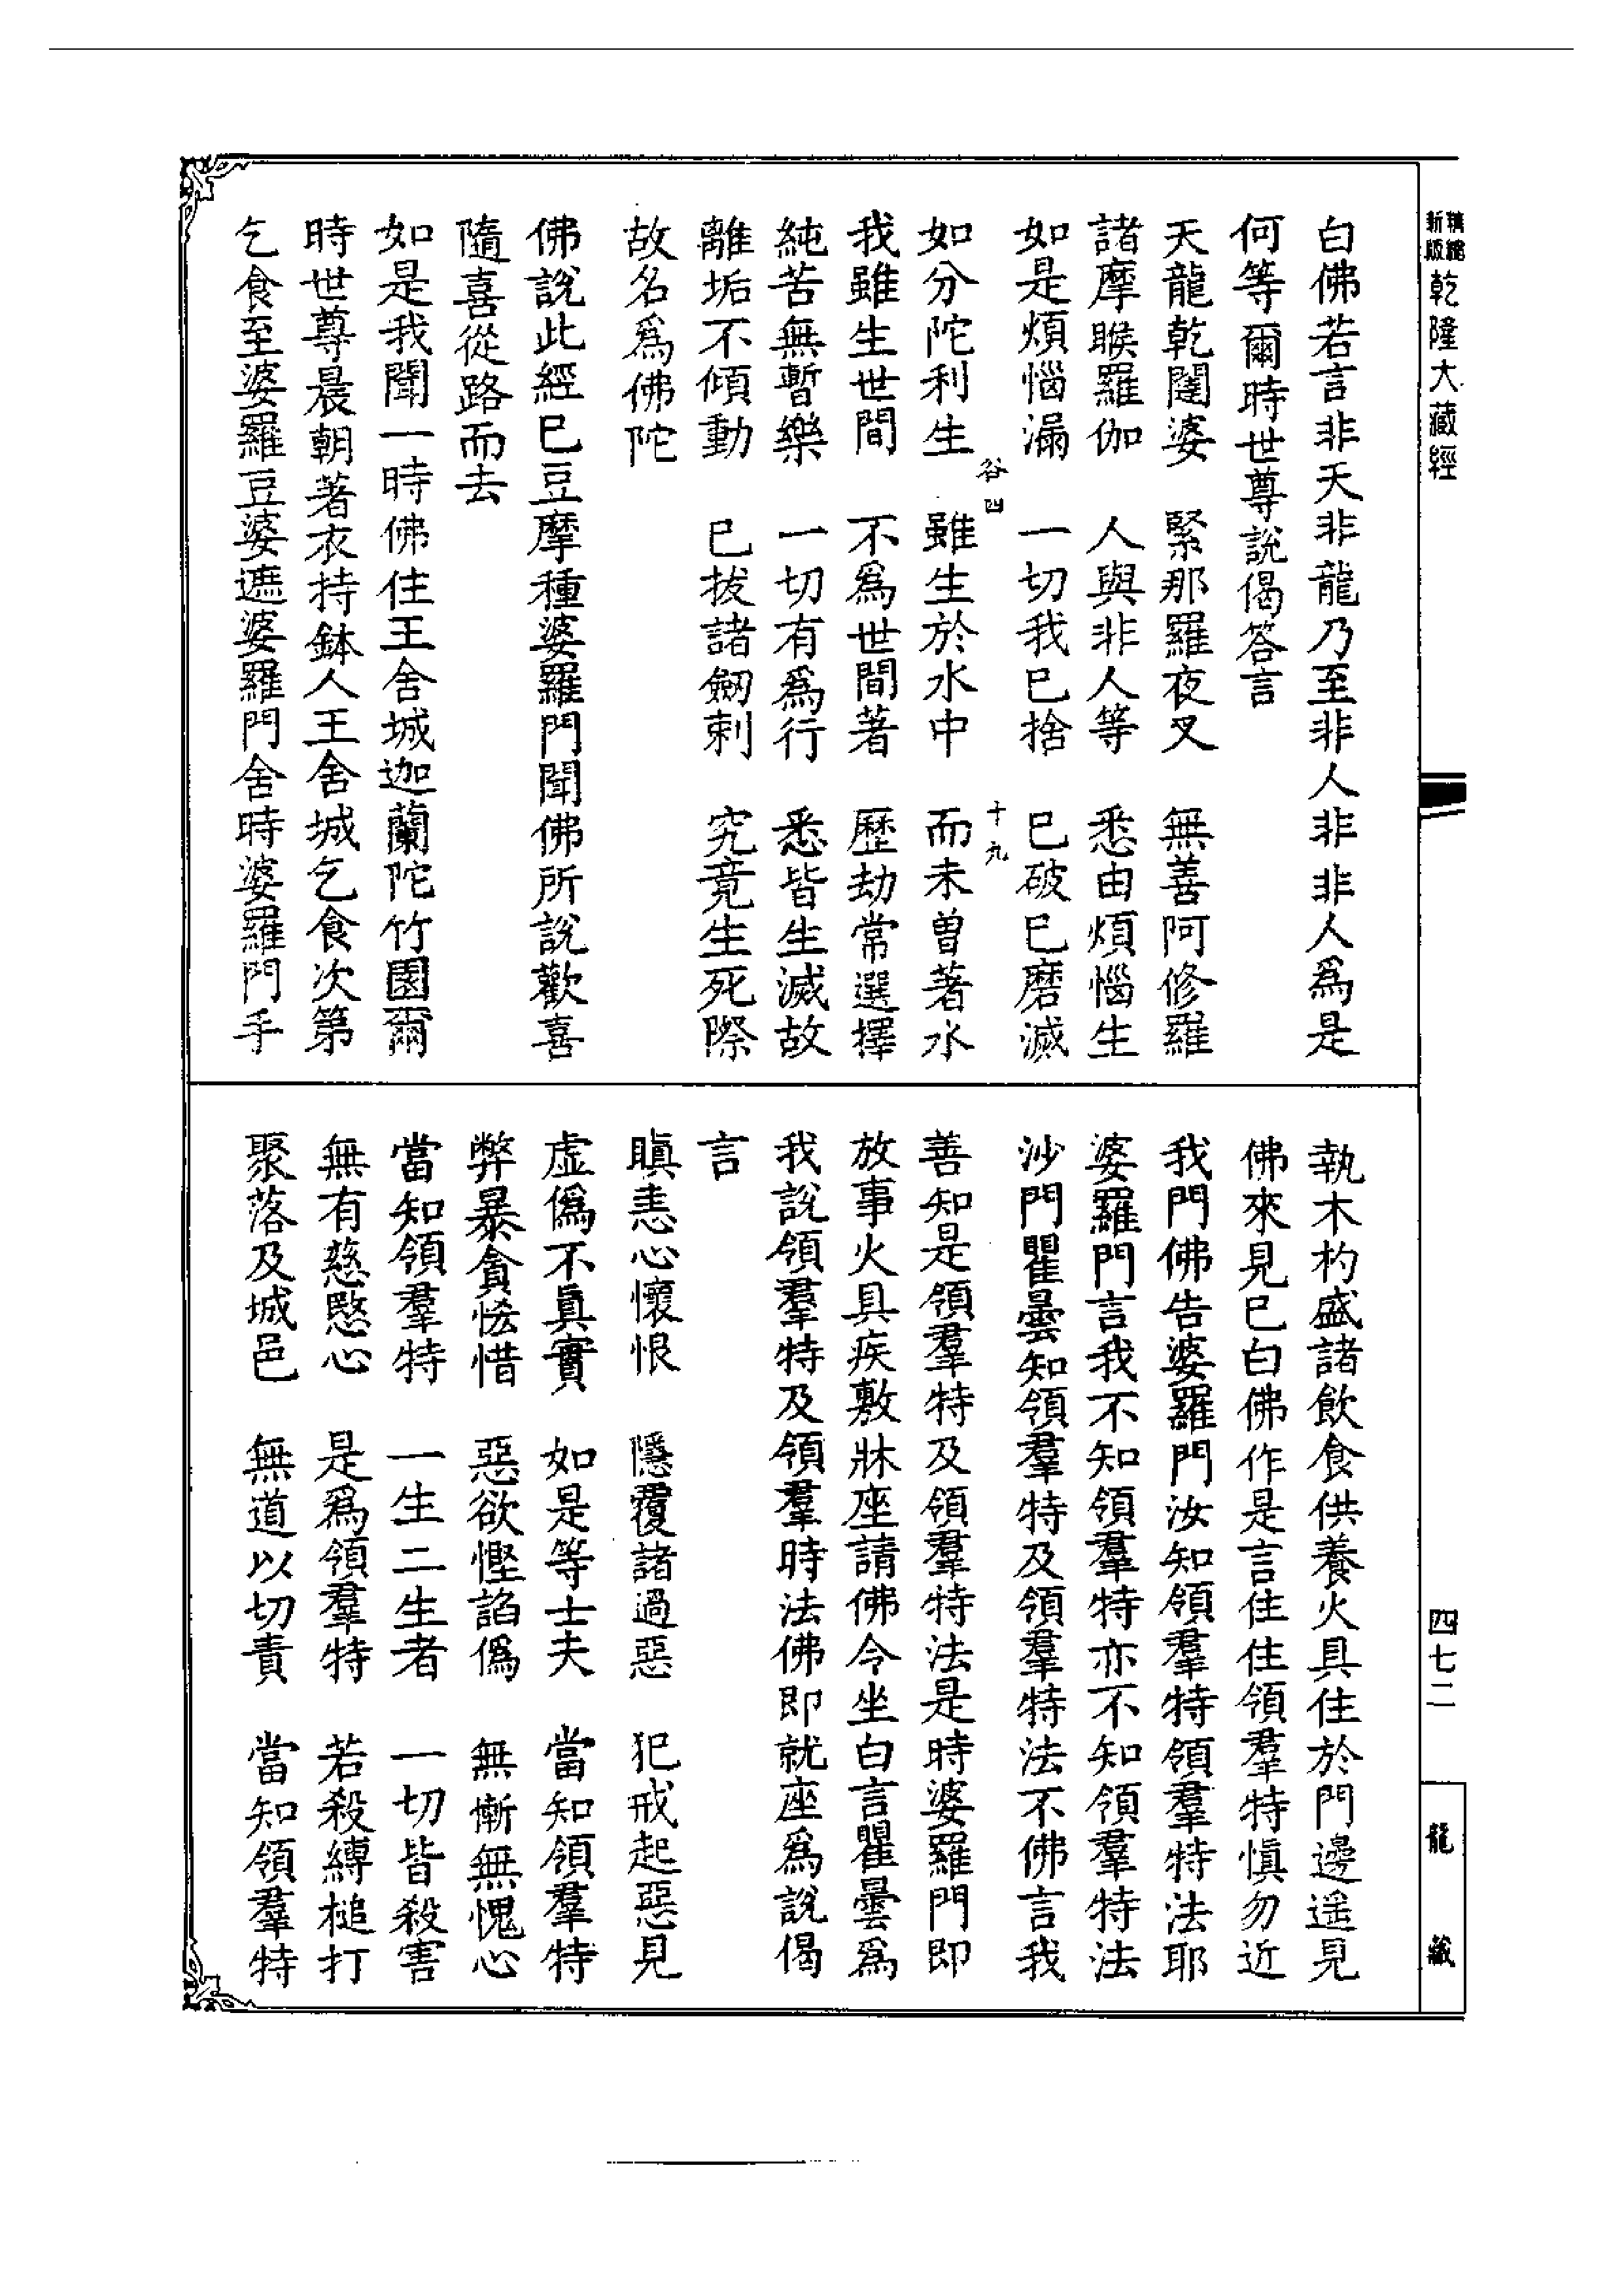 精縮
新版
乾隆大藏經
四七二
龍藏
白佛若言非天非龍乃至非人非非人爲是
何等爾時世尊說偈答言
天龍乾闥婆 緊那羅夜叉 無善阿修羅
諸摩睺羅伽 人與非人等 悉由煩惱生
如是煩惱漏 一切我已捨 已破已磨滅
谷四 十九
如分陀利生 雖生於水中 而未曾著水
我雖生世間 不爲世間著 歷劫常選擇
純苦無暫樂 一切有爲行 悉皆生滅故
離垢不傾動 已拔諸劒刺 究竟生死際
故名爲佛陀
佛說此經已豆摩種婆羅門聞佛所說歡喜
隨喜從路而去
如是我聞一時佛住王舍城迦蘭陀竹園爾
時世尊晨朝著衣持鉢人王舍城乞食次第
乞食至婆羅豆婆遮婆羅門舍時婆羅門手
執木杓盛諸飲食供養火具住於門邊遥見
佛來見已白佛作是言住住領羣特慎勿近
我門佛告婆羅門汝知領羣特領羣特法耶
婆羅門言我不知領羣特亦不知領羣特法
沙門瞿曇知領羣特及領羣特法不佛言我
善知是領羣特及領羣特法是時婆羅門即
放事火具疾敷牀座請佛令坐白言瞿曇爲
我說領羣特及領羣時法佛即就座爲說偈
言
瞋恚心懷恨 隱覆諸過惡 犯戒起惡見
虛僞不眞實 如是等士夫 當知領羣特
弊暴貪恡惜 惡欲慳諂僞 無慚無愧心
當知領羣特 一生二生者 一切皆殺害
無有慈愍心 是爲領羣特 若殺縛槌打
聚落及城邑 無道以切責 當知領羣特